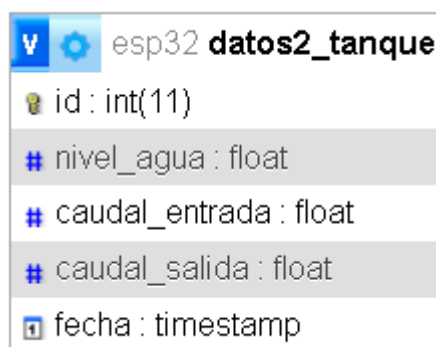 V esp32 datos2_tanque
id : int(11)
# nivel_agua : float
# caudal_entrada : float
# caudal_salida : float
fecha : timestamp